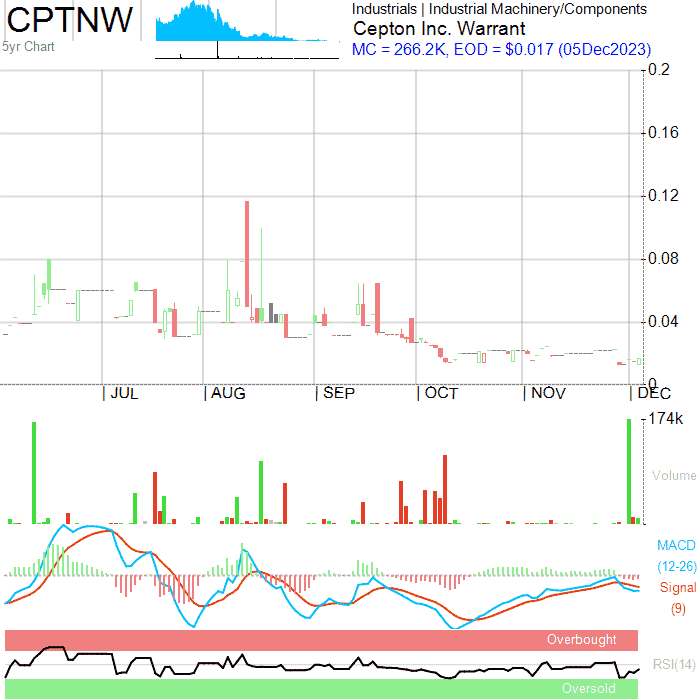 CPTNW
5yr Chart
Industrials | Industrial Machinery/Components
Cepton Inc. Warrant
MC = 266.2K, EOD = $0.017 (05Dec2023)
0.2
0.16
0.12
0.08
0.04
0
| JUL | AUG | SEP | OCT | NOV | DEC
174k
Volume
MACD
(12-26)
Signal
(9)
Overbought
RSI(14)
Oversold